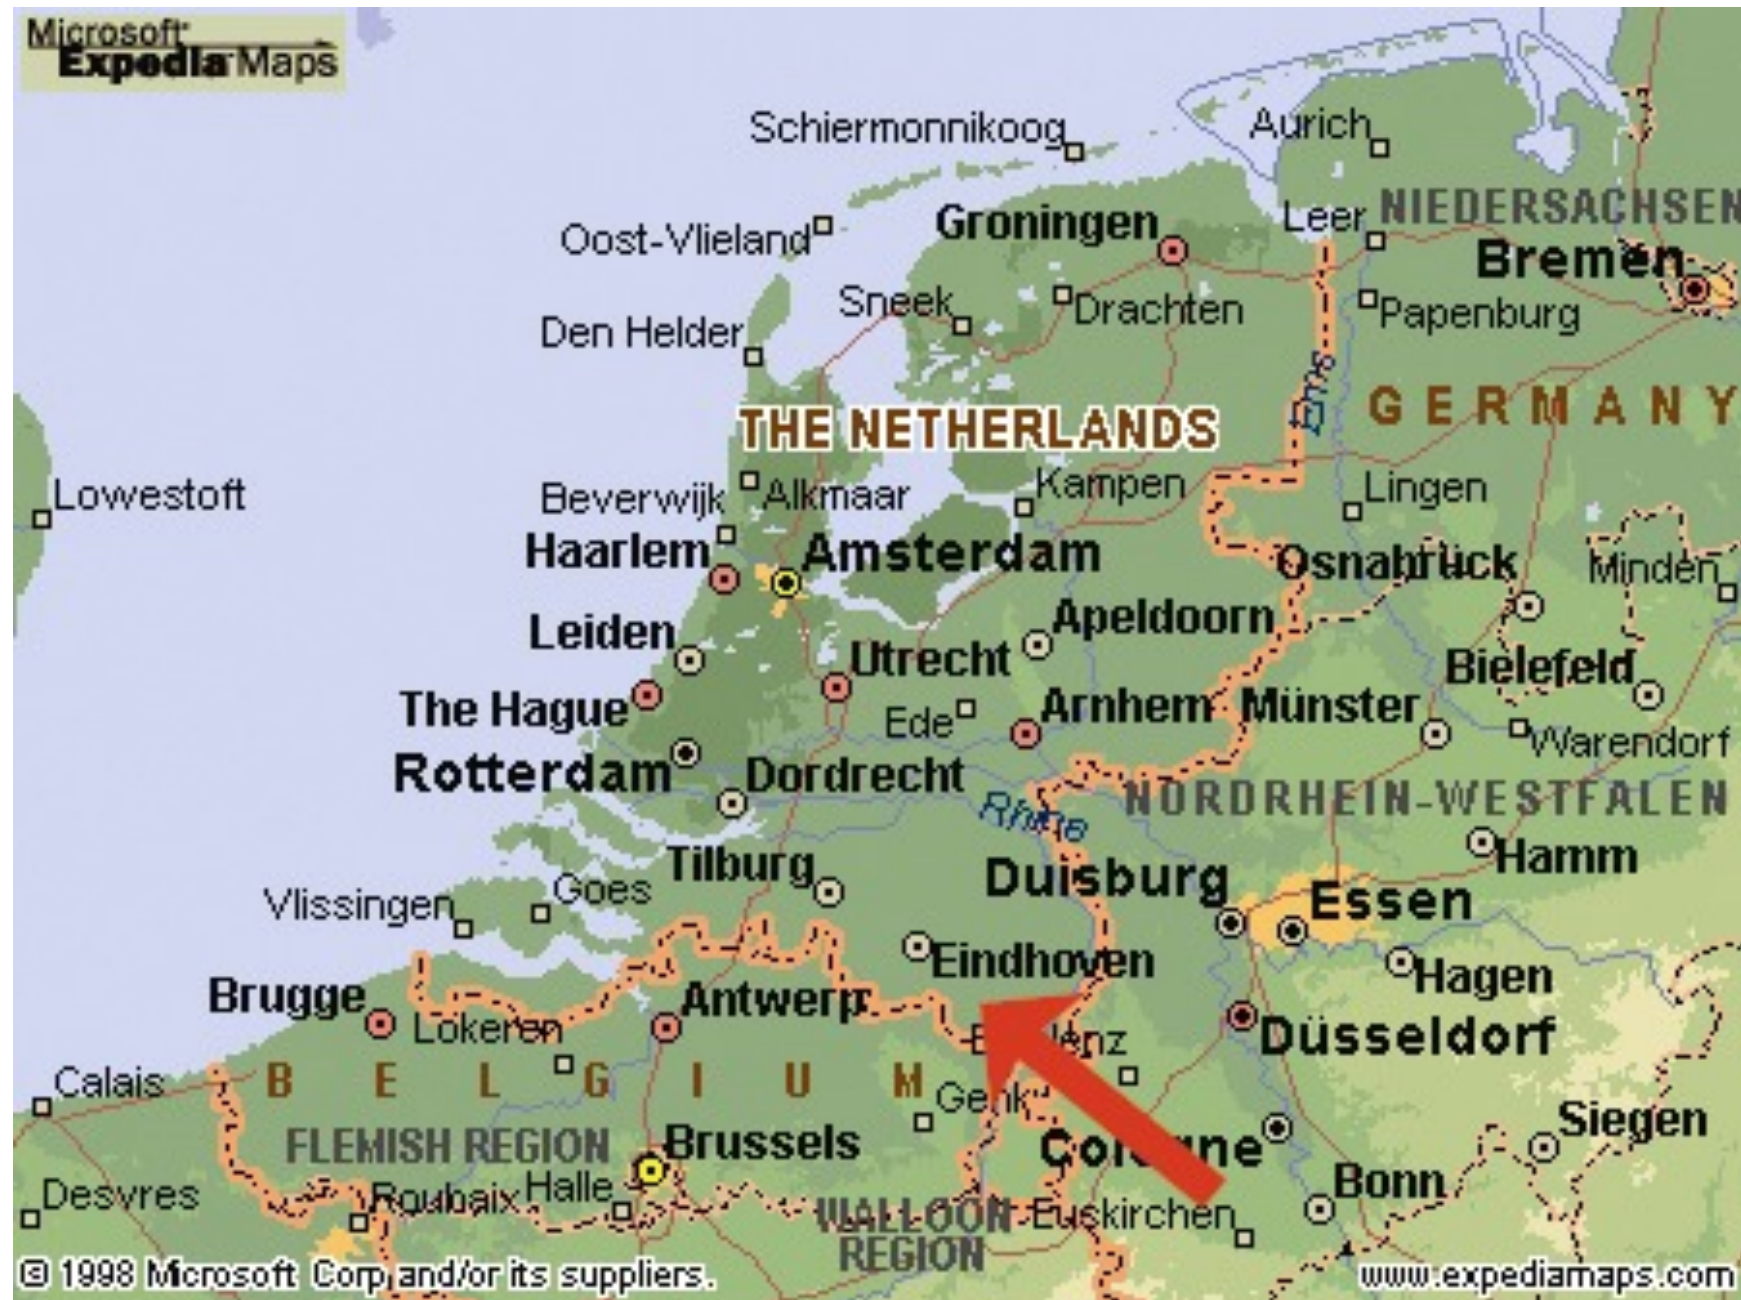 Microsoft
Expedia Maps
Schiermonnikoog
Aurich
NIEDERSACHSEN
Oost-Vlieland
Groningen
Leer
Bremen
Sneek
Drachten
Papenburg
Den Helder
Ems
THE NETHERLANDS
GERMANY
Lowestoft
Beverwijk
Alkmaar
Kampen
Lingen
Haarlem
Amsterdam
Osnabrück
Minden
Leiden
Apeldoorn
Utrecht
Bielefeld
The Hague
Ede
Arnhem
Münster
Warendorf
Rotterdam
Dordrecht
NORDRHEIN-WESTFALEN
Rhine
Tilburg
Duisburg
Hamm
Vlissingen
Goes
Essen
Eindhoven
Hagen
Brugge
Lokeren
Antwerp
Düsseldorf
Calais
BELGIUM
Genk
FLEMISH REGION
Brussels
Siegen
Desvres
Roubaix
Halle
Bonn
WALLOON
REGION
Euskirchen
© 1998 Microsoft Corp and/or its suppliers.
www.expediamaps.com